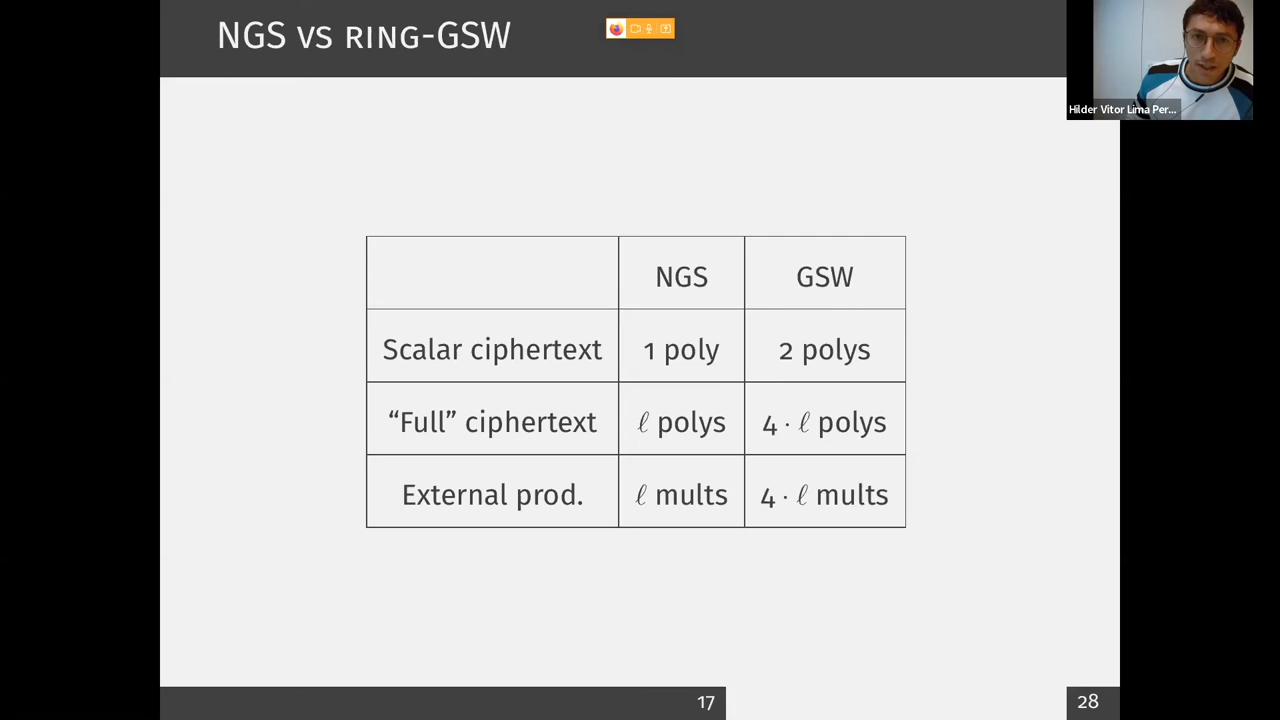 NGS VS RING-GSW
Hilder Vitor Lima Per...
NGS GSW
Scalar ciphertext 1 poly 2 polys
“Full” ciphertext ℓ polys 4 · ℓ polys
External prod. ℓ mults 4 · ℓ mults
17 28